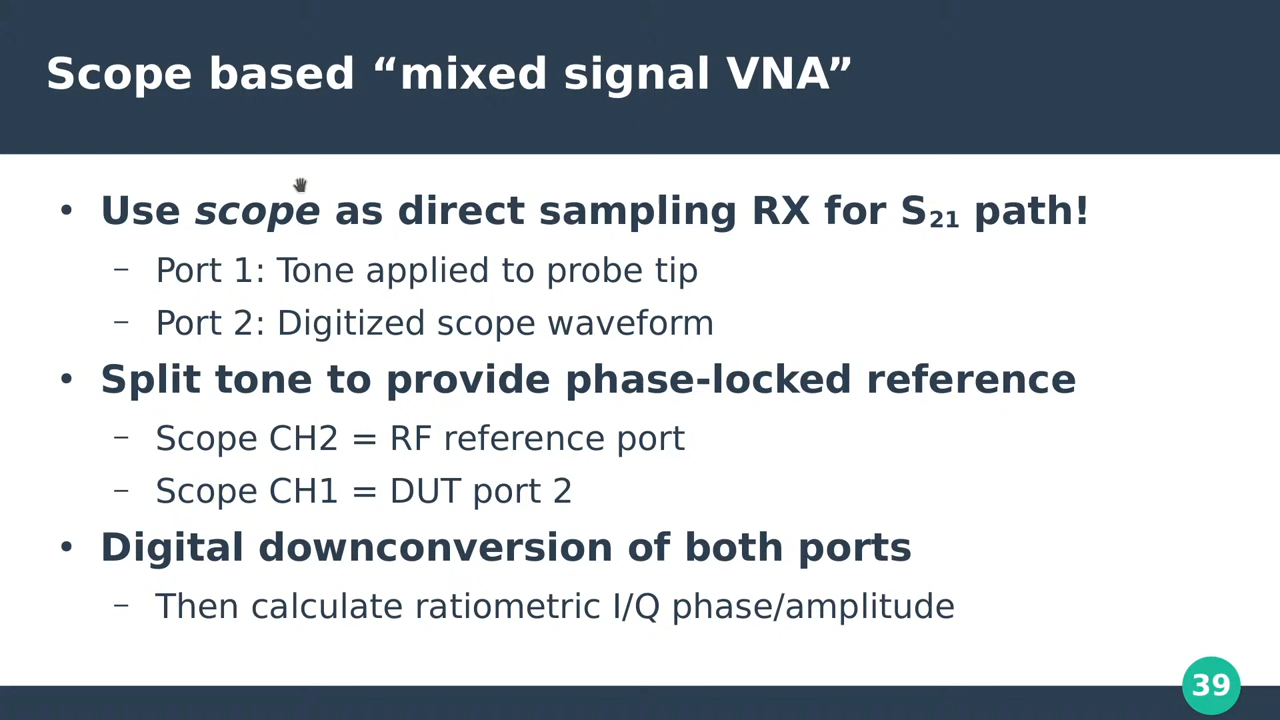 Scope based “mixed signal VNA”
• Use scope as direct sampling RX for S₂₁ path!
– Port 1: Tone applied to probe tip
– Port 2: Digitized scope waveform
• Split tone to provide phase-locked reference
– Scope CH2 = RF reference port
– Scope CH1 = DUT port 2
• Digital downconversion of both ports
– Then calculate ratiometric I/Q phase/amplitude
39